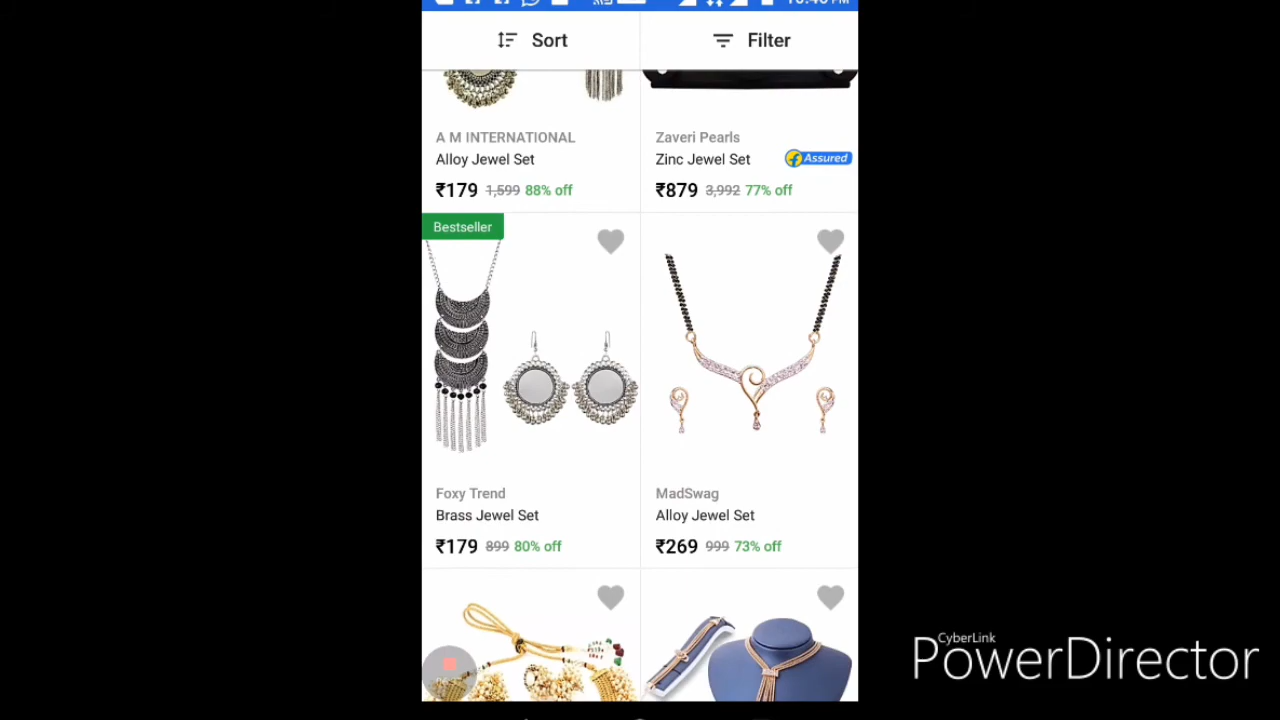 Sort
Filter
A M INTERNATIONAL
Alloy Jewel Set
₹179 1,599 88% off
Zaveri Pearls
Zinc Jewel Set
Assured
₹879 3,992 77% off
Bestseller
Foxy Trend
Brass Jewel Set
₹179 899 80% off
MadSwag
Alloy Jewel Set
₹269 999 73% off
CyberLink
PowerDirector